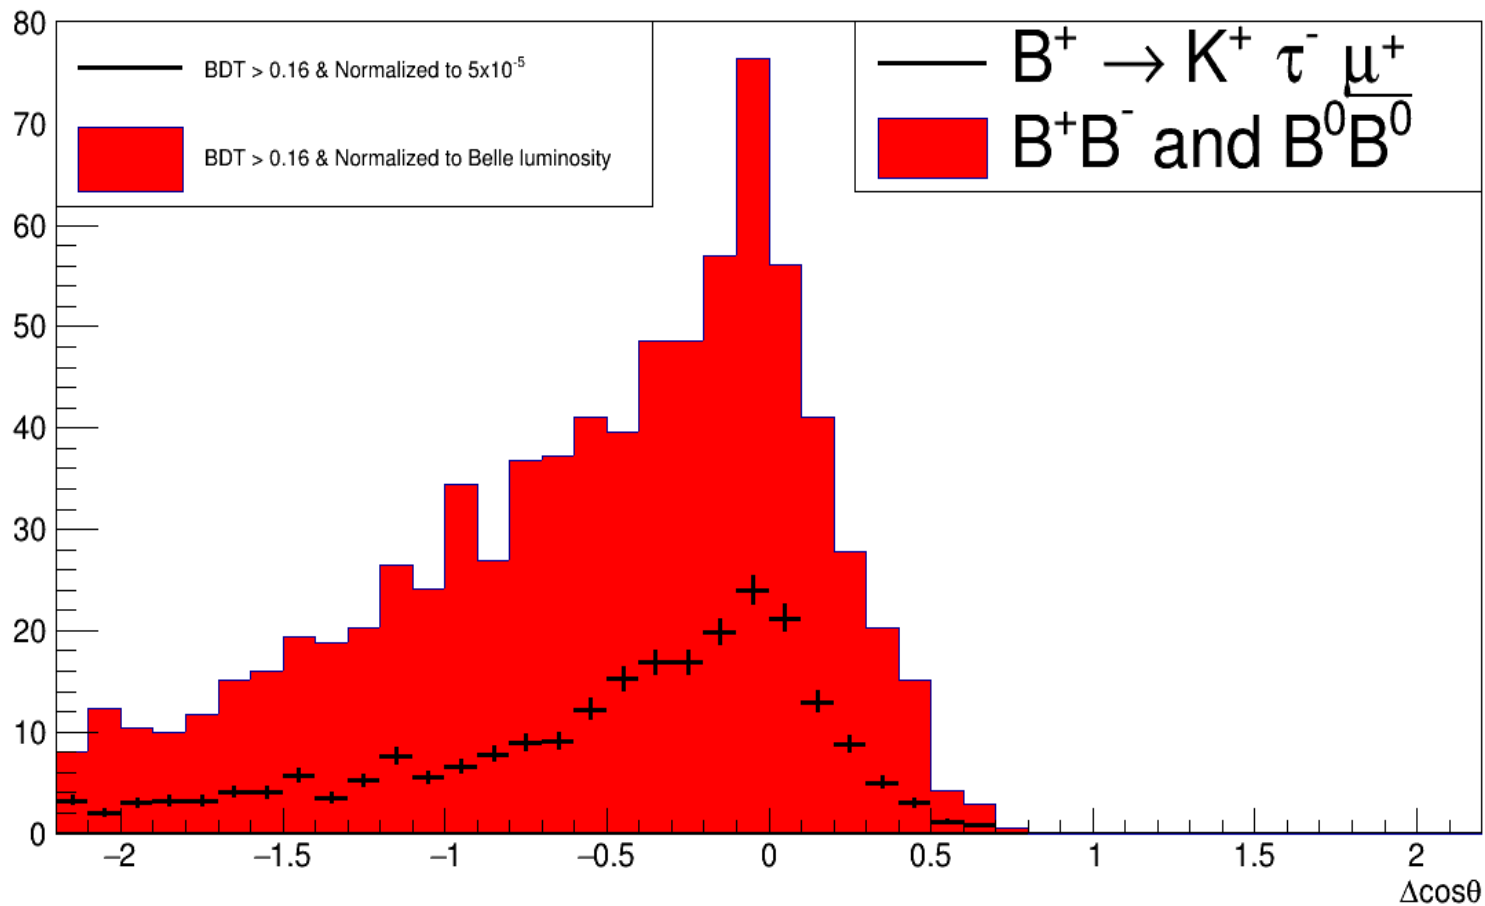 BDT > 0.16 & Normalized to 5x10⁻⁵
BDT > 0.16 & Normalized to Belle luminosity
B⁺ → K⁺ τ⁻ μ⁺
B⁺B⁻ and B⁰B̅⁰
80
70
60
50
40
30
20
10
0
−2 −1.5 −1 −0.5 0 0.5 1 1.5 2
Δcosθ